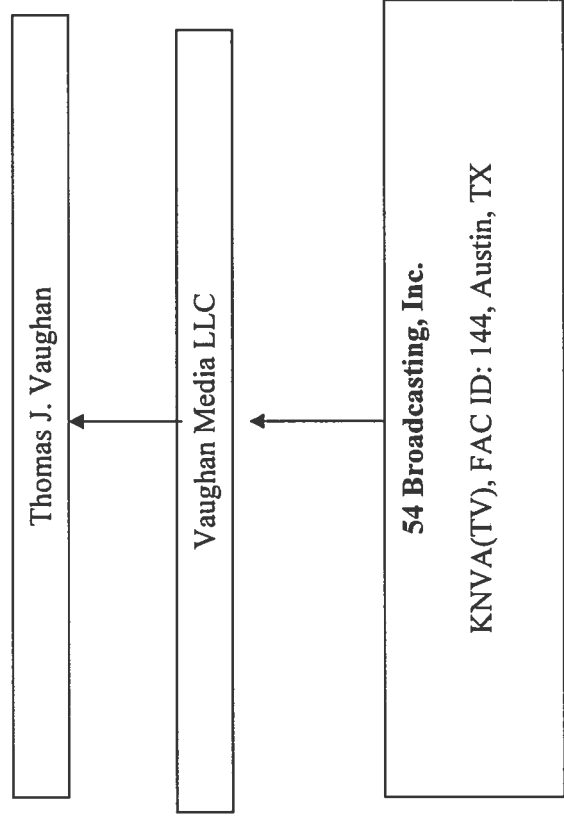 Thomas J. Vaughan
Vaughan Media LLC
54 Broadcasting, Inc.
KNVA(TV), FAC ID: 144, Austin, TX